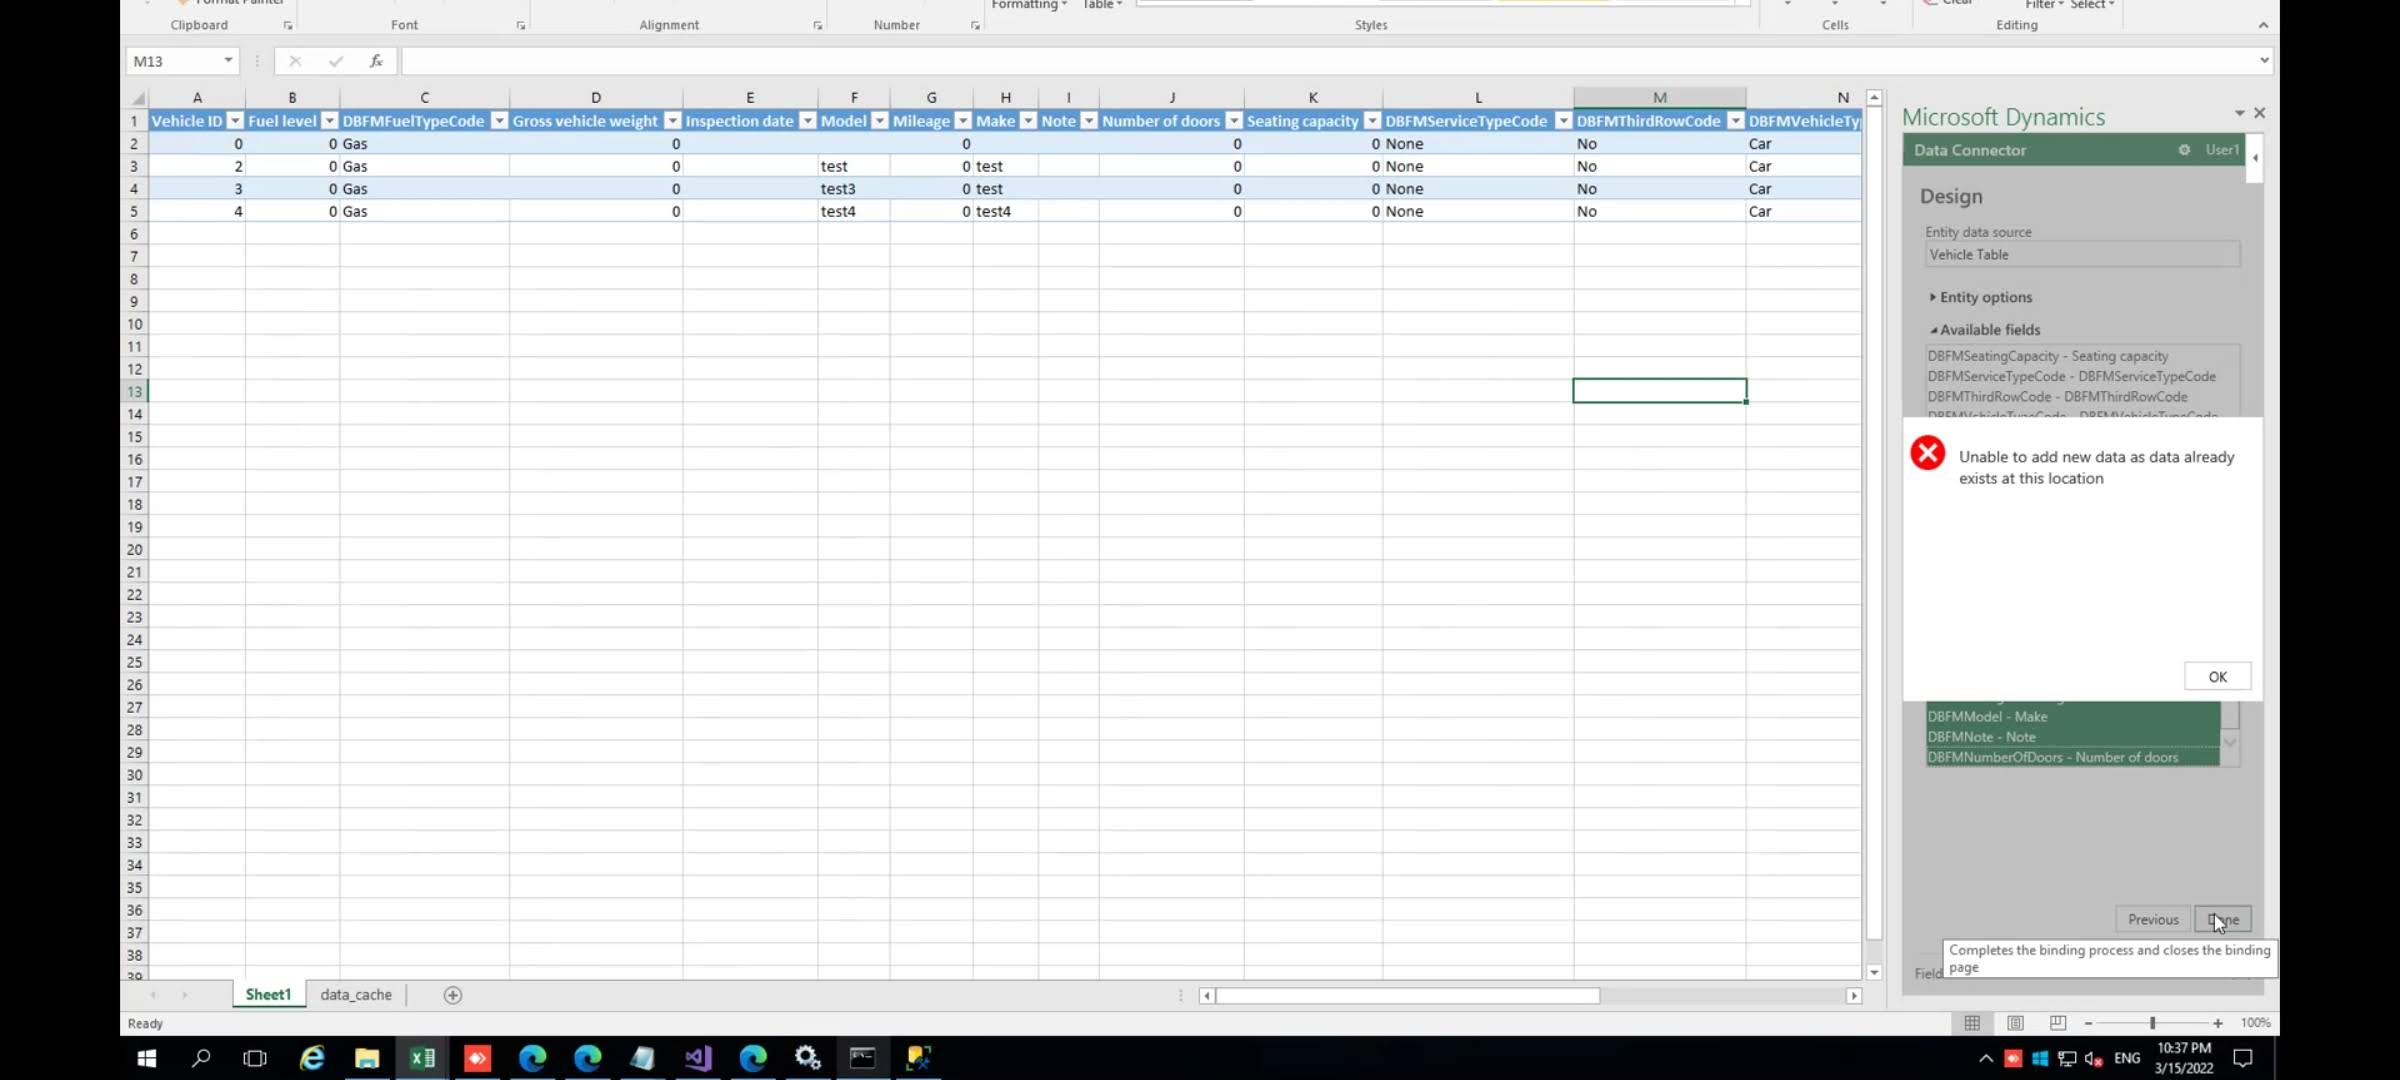 Format Painter
Formatting
Table
Clear
Filter
Select
Clipboard
Font
Alignment
Number
Styles
Cells
Editing
M13
fx
A B C D E F G H I J K L M N
1 Vehicle ID Fuel level DBFMFuelTypeCode Gross vehicle weight Inspection date Model Mileage Make Note Number of doors Seating capacity DBFMServiceTypeCode DBFMThirdRowCode DBFMVehicleTy
2 0 0 Gas 0 0 0 0 None No Car
3 2 0 Gas 0 test 0 test 0 0 None No Car
4 3 0 Gas 0 test3 0 test 0 0 None No Car
5 4 0 Gas 0 test4 0 test4 0 0 None No Car
6
7
8
9
10
11
12
13
14
15
16
17
18
19
20
21
22
23
24
25
26
27
28
29
30
31
32
33
34
35
36
37
38
39
Microsoft Dynamics
Data Connector User1
Design
Entity data source
Vehicle Table
Entity options
Available fields
DBFMSeatingCapacity - Seating capacity
DBFMServiceTypeCode - DBFMServiceTypeCode
DBFMThirdRowCode - DBFMThirdRowCode
DBFMVehicleTypeCode - DBFMVehicleTypeCode
Unable to add new data as data already
exists at this location
OK
DBFMModel - Make
DBFMNote - Note
DBFMNumberOfDoors - Number of doors
Previous Done
Completes the binding process and closes the binding
page
Field
Sheet1 data_cache
Ready
100%
ENG
10:37 PM
3/15/2022